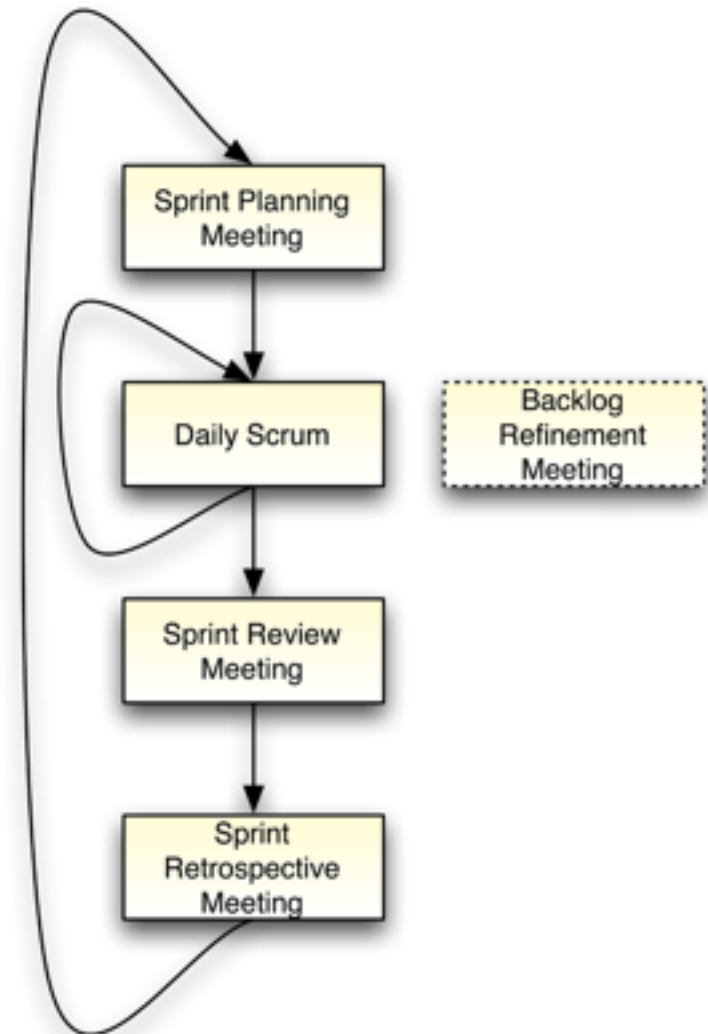 Sprint Planning
Meeting
Daily Scrum
Backlog
Refinement
Meeting
Sprint Review
Meeting
Sprint
Retrospective
Meeting